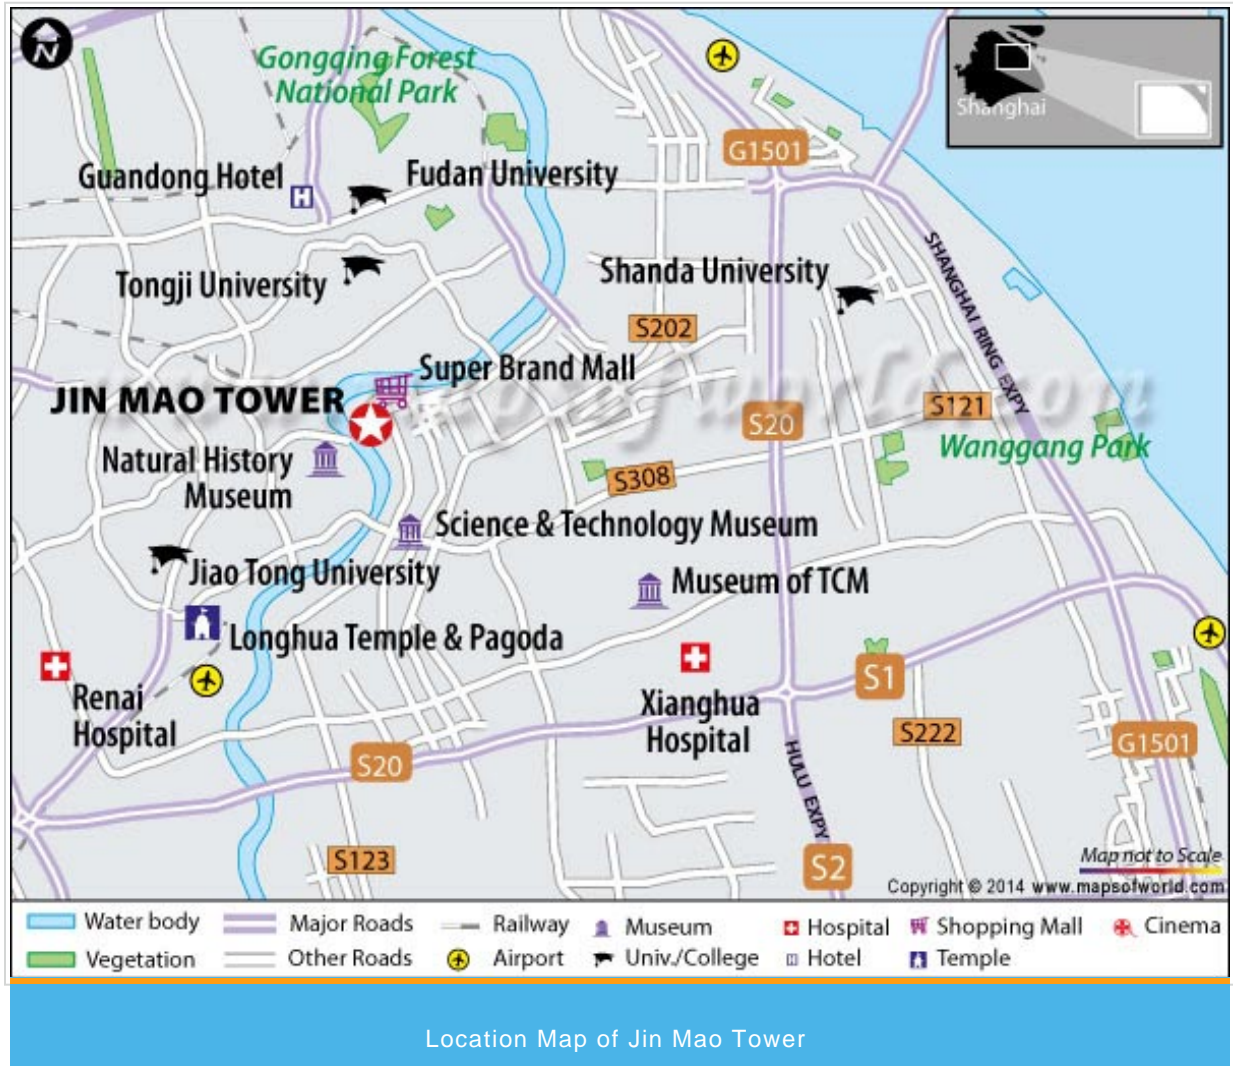 N
Gongqing Forest
National Park
Shanghai
G1501
Guandong Hotel
H
Fudan University
Tongji University
Shanda University
SHANGHAI RING EXPY
S202
Super Brand Mall
JIN MAO TOWER
www.mapsofworld.com
S20
S121
Wanggang Park
Natural History
Museum
S308
Science & Technology Museum
Jiao Tong University
Museum of TCM
Longhua Temple & Pagoda
Renai
Hospital
Xianghua
Hospital
S1
S222
G1501
S20
HULU EXPY
S123
S2
Map not to Scale
Copyright © 2014 www.mapsofworld.com
Water body
Major Roads
Railway
Museum
Hospital
Shopping Mall
Cinema
Vegetation
Other Roads
Airport
Univ./College
H
Hotel
Temple
Location Map of Jin Mao Tower